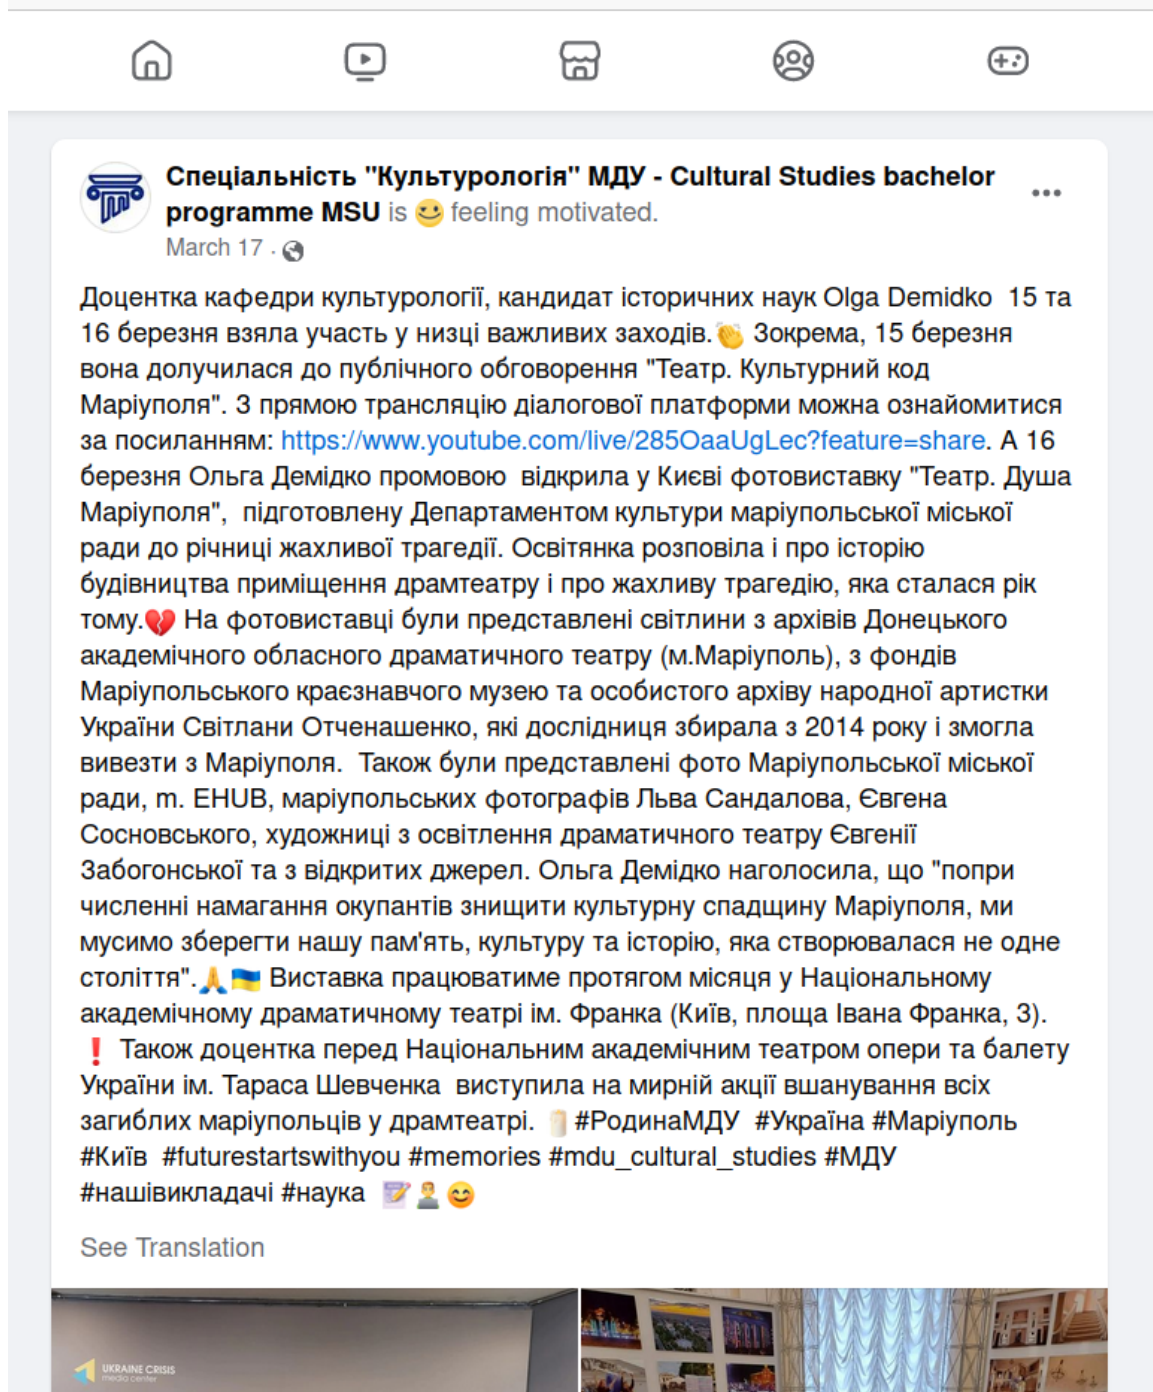 Спеціальність "Культурологія" МДУ - Cultural Studies bachelor
programme MSU is 😃 feeling motivated.
March 17 ·
Доцентка кафедри культурології, кандидат історичних наук Olga Demidko  15 та
16 березня взяла участь у низці важливих заходів.👏 Зокрема, 15 березня
вона долучилася до публічного обговорення "Театр. Культурний код
Маріуполя". З прямою трансляцію діалогової платформи можна ознайомитися
за посиланням: https://www.youtube.com/live/285OaaUgLec?feature=share. А 16
березня Ольга Демідко промовою  відкрила у Києві фотовиставку "Театр. Душа
Маріуполя",  підготовлену Департаментом культури маріупольської міської
ради до річниці жахливої трагедії. Освітянка розповіла і про історію
будівництва приміщення драмтеатру і про жахливу трагедію, яка сталася рік
тому.💔 На фотовиставці були представлені світлини з архівів Донецького
академічного обласного драматичного театру (м.Маріуполь), з фондів
Маріупольського краєзнавчого музею та особистого архіву народної артистки
України Світлани Отченашенко, які дослідниця збирала з 2014 року і змогла
вивезти з Маріуполя.  Також були представлені фото Маріупольської міської
ради, m. EHUB, маріупольських фотографів Льва Сандалова, Євгена
Сосновського, художниці з освітлення драматичного театру Євгенії
Забогонської та з відкритих джерел. Ольга Демідко наголосила, що "попри
численні намагання окупантів знищити культурну спадщину Маріуполя, ми
мусимо зберегти нашу пам'ять, культуру та історію, яка створювалася не одне
століття".🙏🇺🇦 Виставка працюватиме протягом місяця у Національному
академічному драматичному театрі ім. Франка (Київ, площа Івана Франка, 3).
❗ Також доцентка перед Національним академічним театром опери та балету
України ім. Тараса Шевченка  виступила на мирній акції вшанування всіх
загиблих маріупольців у драмтеатрі. 🕯#РодинаМДУ  #Україна #Маріуполь
#Київ  #futurestartswithyou #memories #mdu_cultural_studies #МДУ
#нашівикладачі #наука  📝👨‍💻😊
See Translation
UKRAINE CRISIS
media center